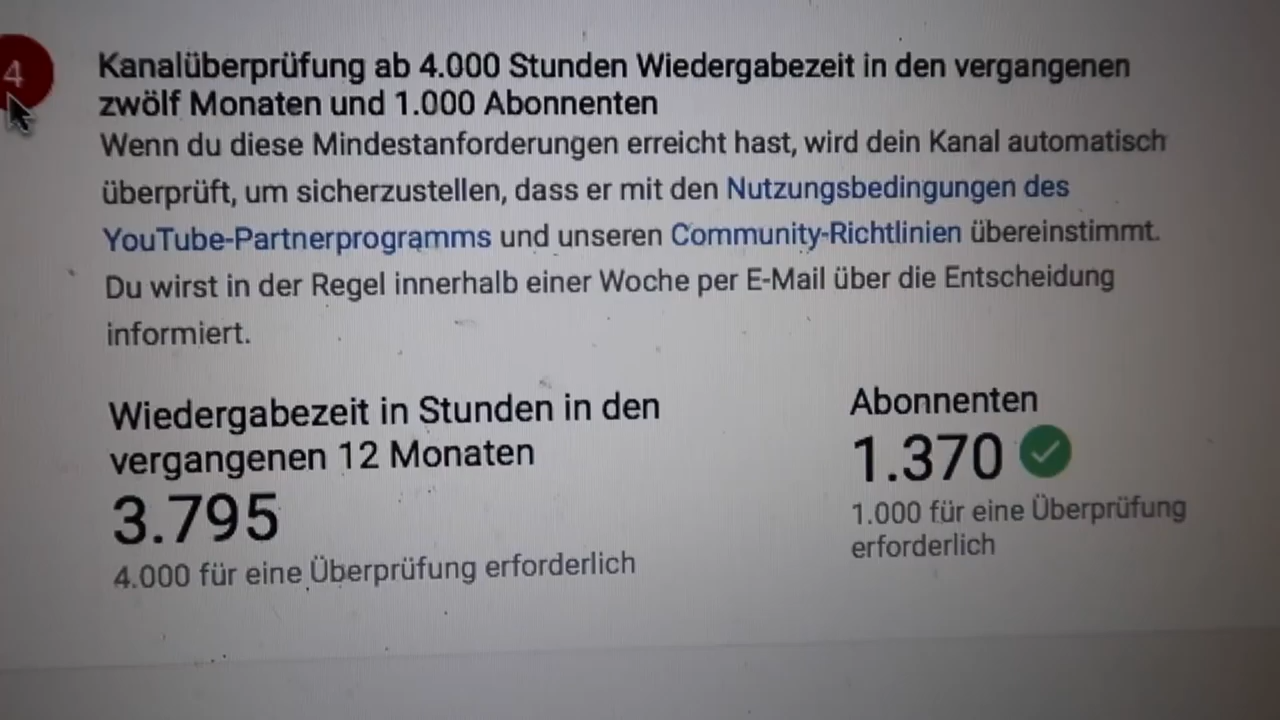 4
Kanalüberprüfung ab 4.000 Stunden Wiedergabezeit in den vergangenen
zwölf Monaten und 1.000 Abonnenten
Wenn du diese Mindestanforderungen erreicht hast, wird dein Kanal automatisch
überprüft, um sicherzustellen, dass er mit den Nutzungsbedingungen des
YouTube-Partnerprogramms und unseren Community-Richtlinien übereinstimmt.
Du wirst in der Regel innerhalb einer Woche per E-Mail über die Entscheidung
informiert.
Wiedergabezeit in Stunden in den
vergangenen 12 Monaten
3.795
4.000 für eine Überprüfung erforderlich
Abonnenten
1.370
1.000 für eine Überprüfung
erforderlich